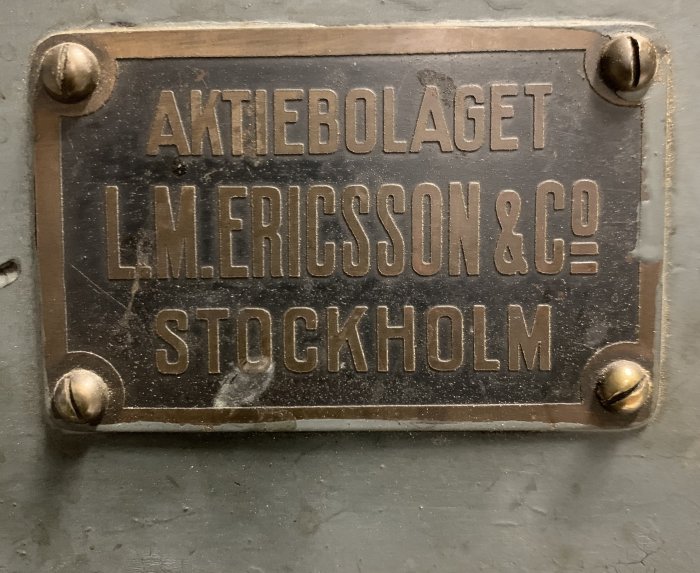 AKTIEBOLAGET
L.M.ERICSSON & Cº
STOCKHOLM